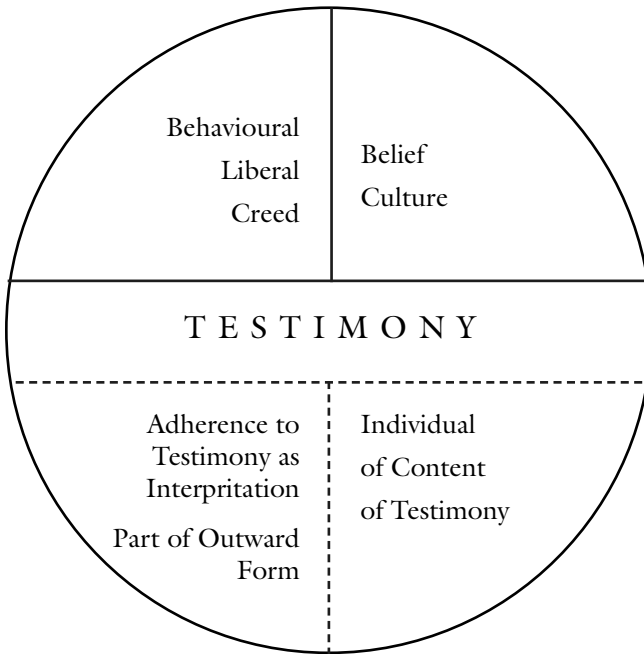 Behavioural
Liberal
Creed
Belief
Culture
TESTIMONY
Adherence to
Testimony as
Interpritation
Part of Outward
Form
Individual
of Content
of Testimony